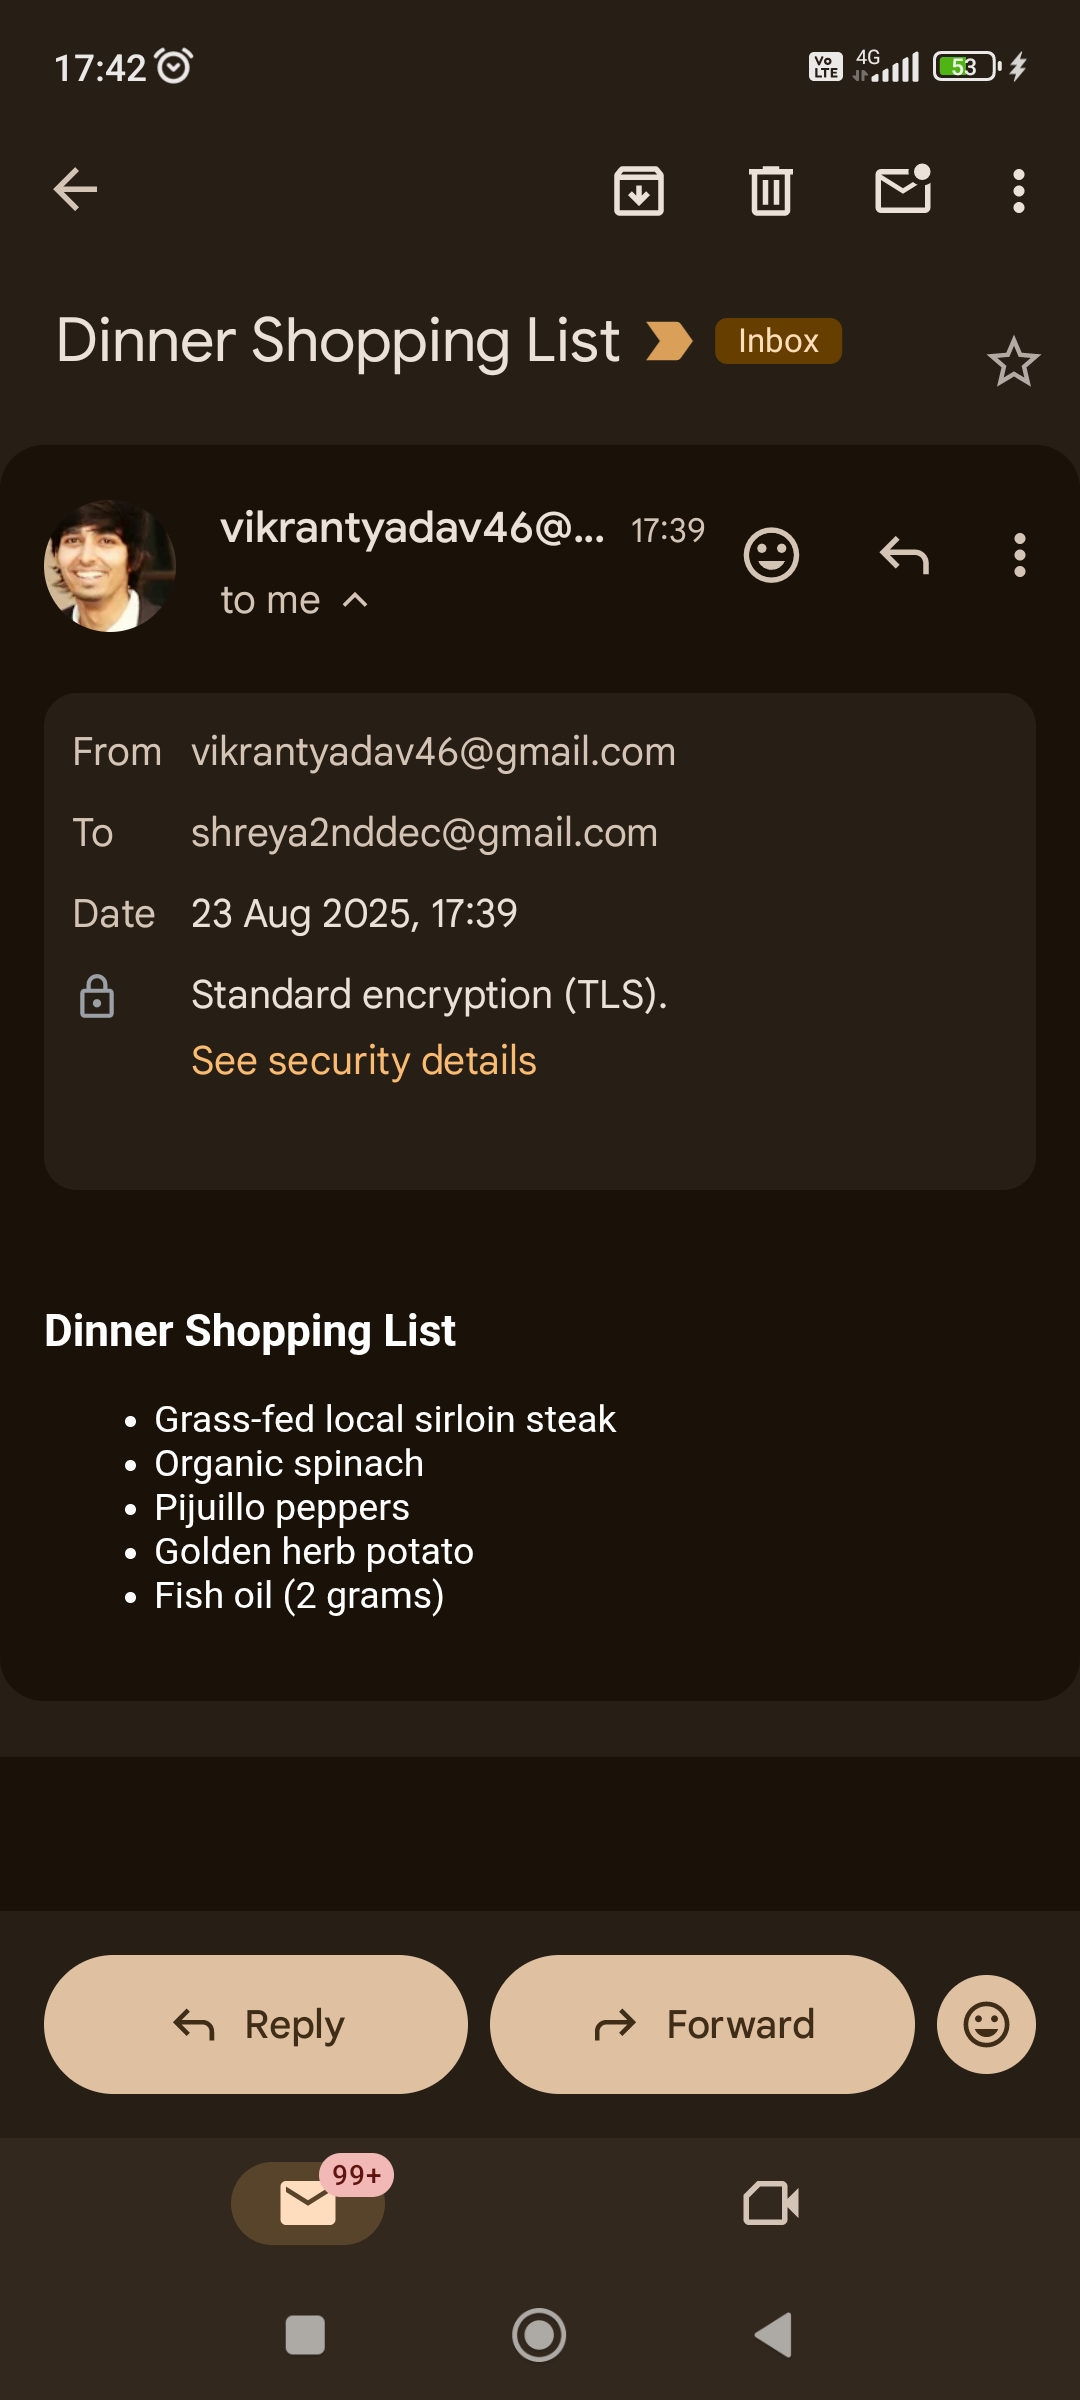 17:42
Vo LTE 4G 53
Dinner Shopping List Inbox
vikrantyadav46@... 17:39
to me
From vikrantyadav46@gmail.com
To shreya2nddec@gmail.com
Date 23 Aug 2025, 17:39
Standard encryption (TLS).
See security details
Dinner Shopping List
• Grass-fed local sirloin steak
• Organic spinach
• Pijuillo peppers
• Golden herb potato
• Fish oil (2 grams)
Reply Forward
99+